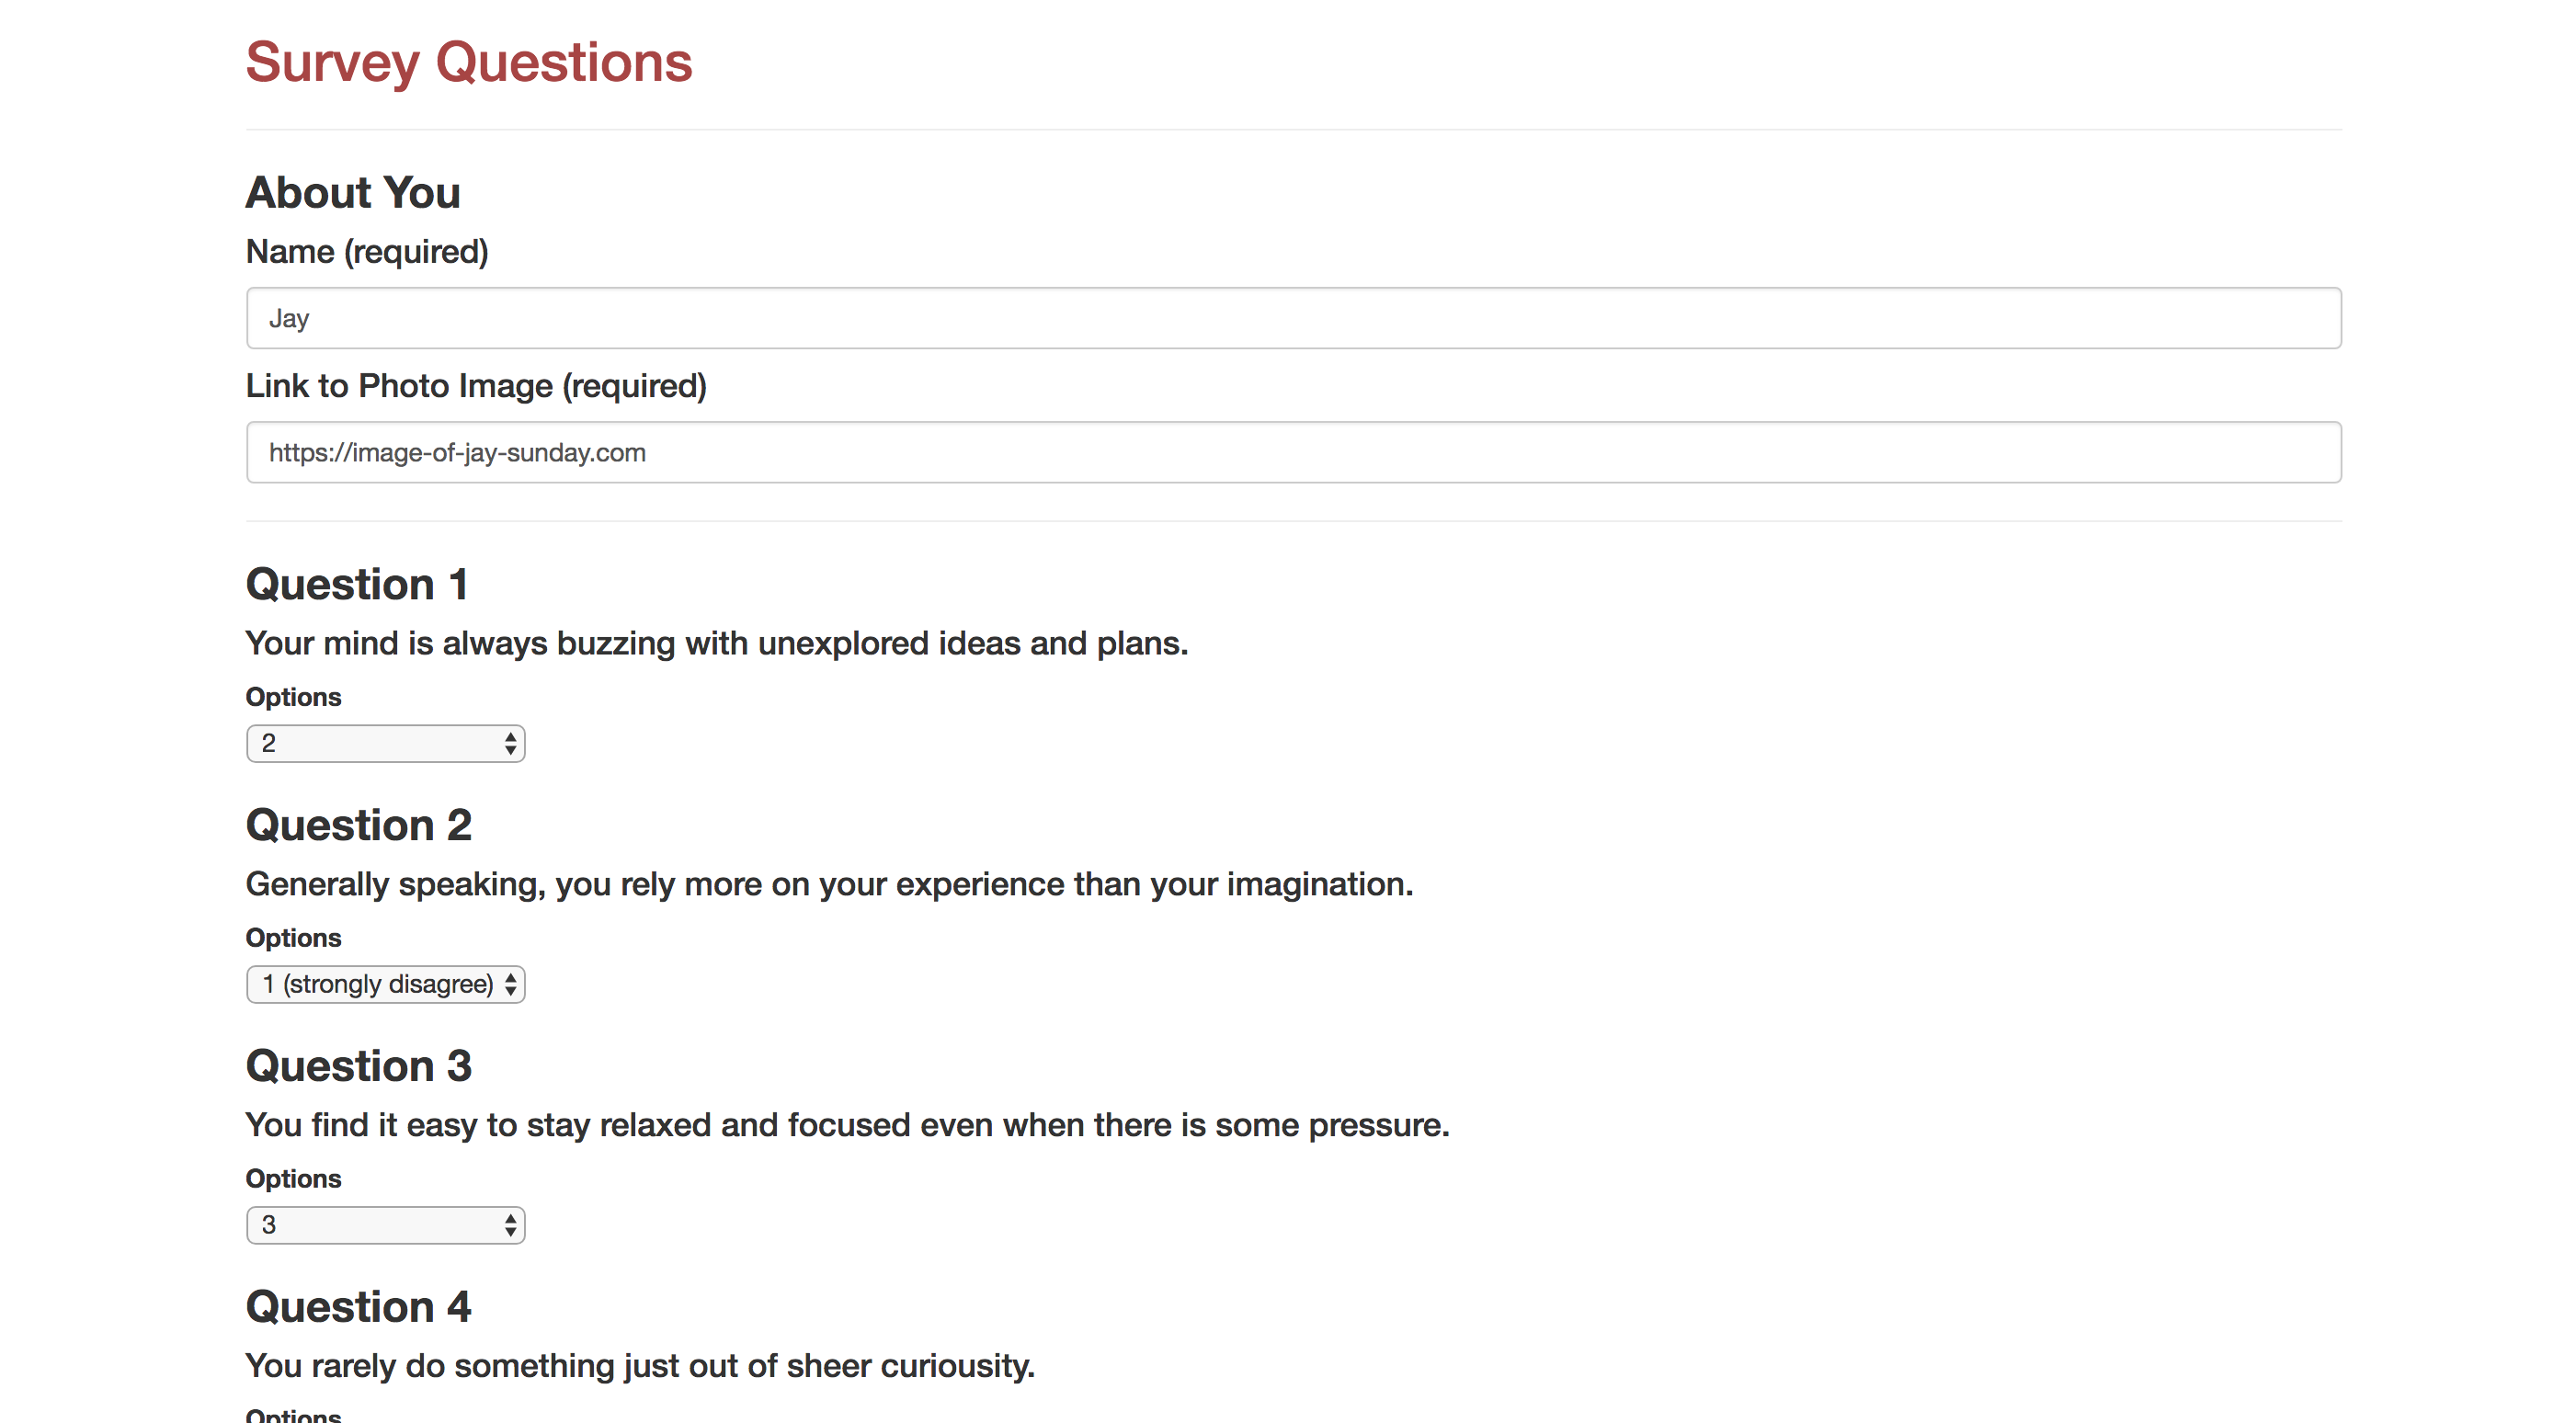 Survey Questions
About You
Name (required)
Jay
Link to Photo Image (required)
https://image-of-jay-sunday.com
Question 1
Your mind is always buzzing with unexplored ideas and plans.
Options
2
Question 2
Generally speaking, you rely more on your experience than your imagination.
Options
1 (strongly disagree)
Question 3
You find it easy to stay relaxed and focused even when there is some pressure.
Options
3
Question 4
You rarely do something just out of sheer curiousity.
Options